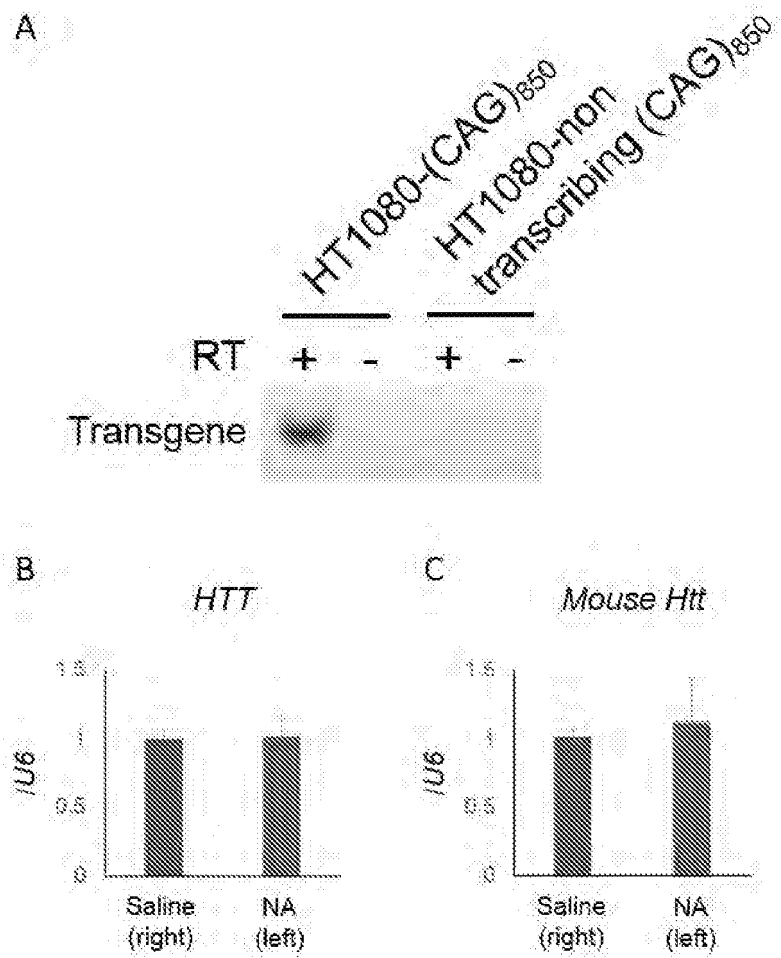 A
HT1080-(CAG)850
HT1080-non
transcribing (CAG)850
RT + - + -
Transgene
B
HTT
1.5
1
0.5
0
/U6
Saline
(right)
NA
(left)
C
Mouse Htt
1.5
1
0.5
0
/U6
Saline
(right)
NA
(left)